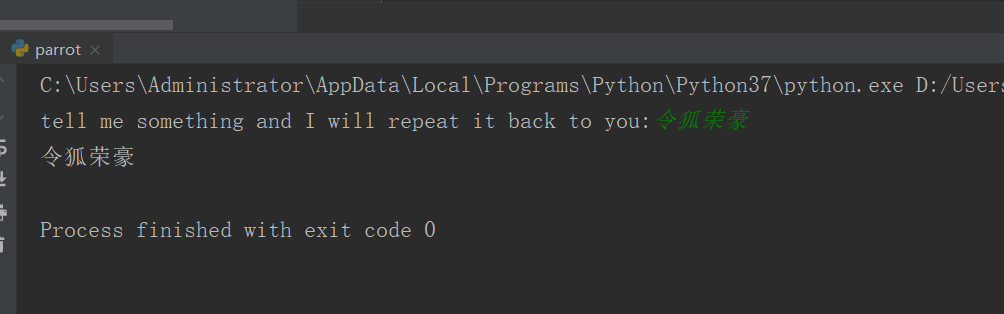 parrot
C:\Users\Administrator\AppData\Local\Programs\Python\Python37\python.exe D:/Users
tell me something and I will repeat it back to you:令狐荣豪
令狐荣豪
Process finished with exit code 0